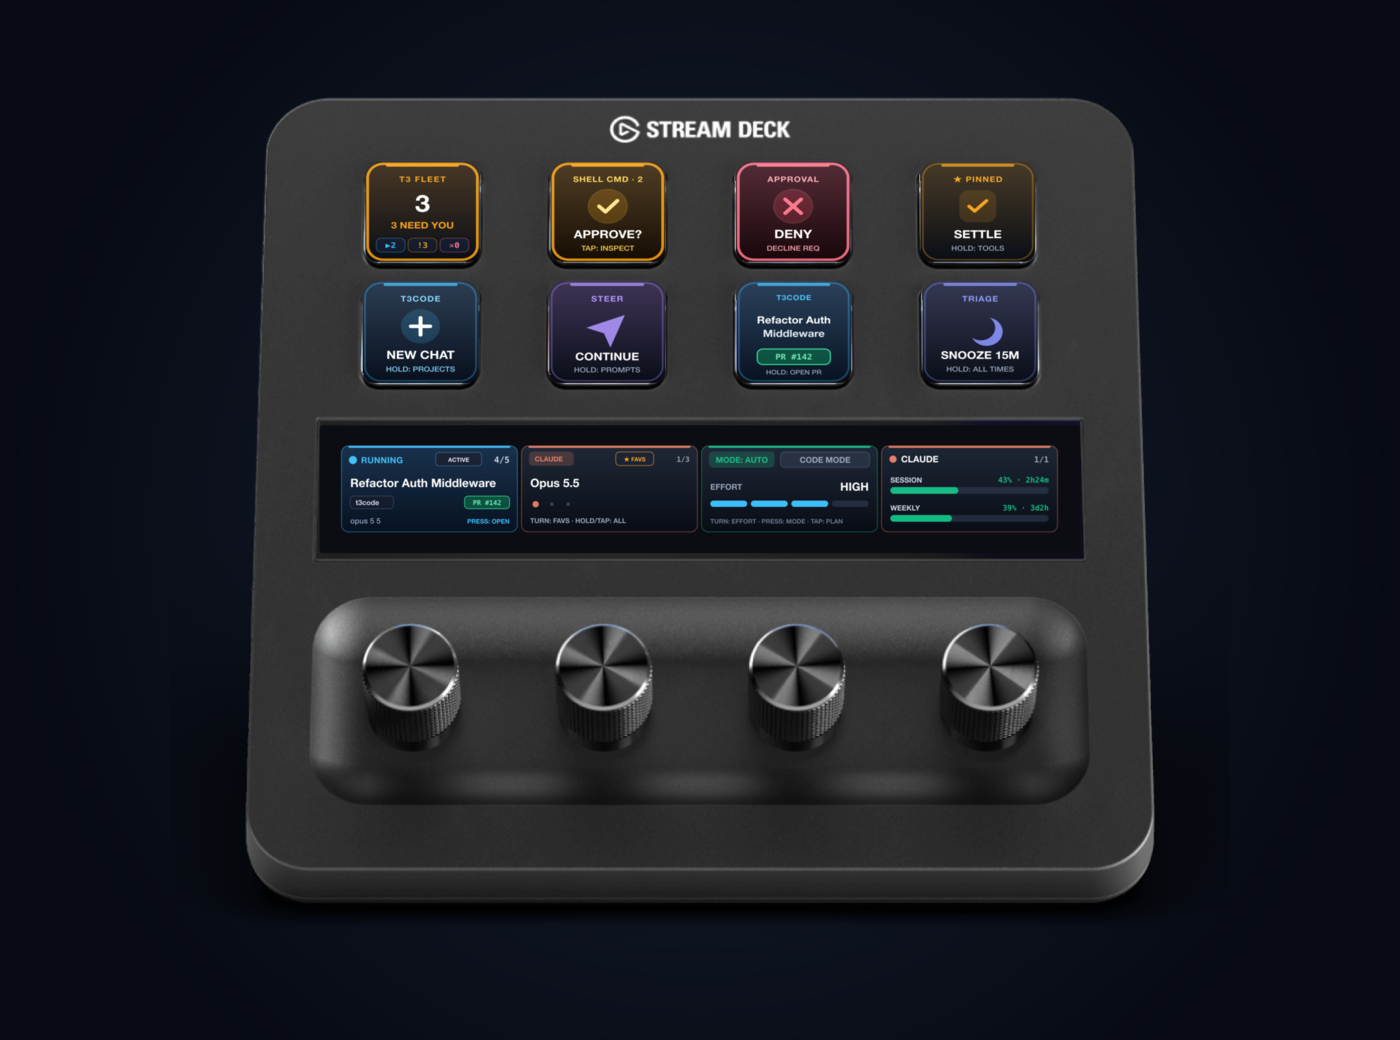 STREAM DECK
T3 FLEET
3
3 NEED YOU
▶2 !3 ×0
SHELL CMD · 2
APPROVE?
TAP: INSPECT
APPROVAL
DENY
DECLINE REQ
★ PINNED
SETTLE
HOLD: TOOLS
T3CODE
NEW CHAT
HOLD: PROJECTS
STEER
CONTINUE
HOLD: PROMPTS
T3CODE
Refactor Auth
Middleware
PR #142
HOLD: OPEN PR
TRIAGE
SNOOZE 15M
HOLD: ALL TIMES
RUNNING ACTIVE 4/5
Refactor Auth Middleware
t3code PR #142
opus 5 5 PRESS: OPEN
CLAUDE ★ FAVS 1/3
Opus 5.5
TURN: FAVS · HOLD/TAP: ALL
MODE: AUTO CODE MODE
EFFORT HIGH
TURN: EFFORT · PRESS: MODE · TAP: PLAN
CLAUDE 1/1
SESSION 43% · 2h24m
WEEKLY 39% · 3d2h